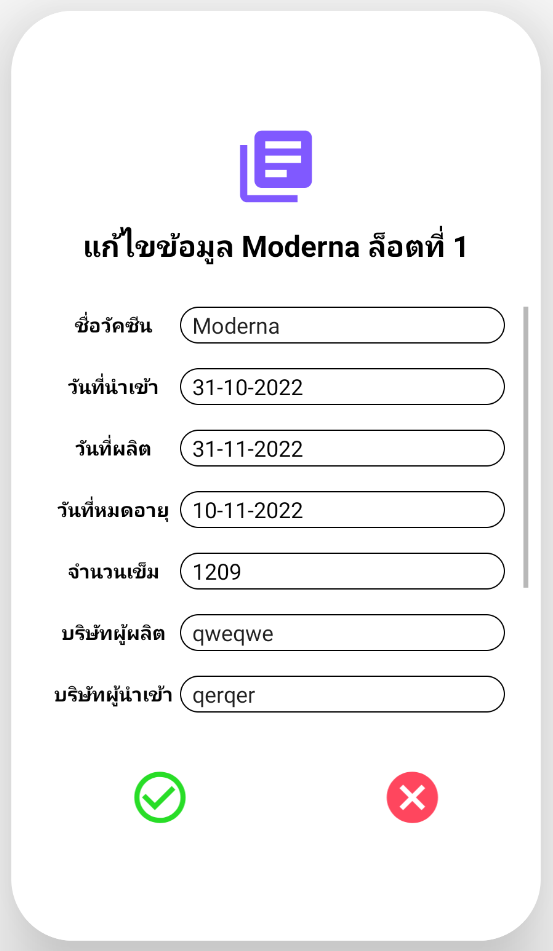 แก้ไขข้อมูล Moderna ล็อตที่ 1
ชื่อวัคซีน Moderna
วันที่นำเข้า 31-10-2022
วันที่ผลิต 31-11-2022
วันที่หมดอายุ 10-11-2022
จำนวนเข็ม 1209
บริษัทผู้ผลิต qweqwe
บริษัทผู้นำเข้า qerqer